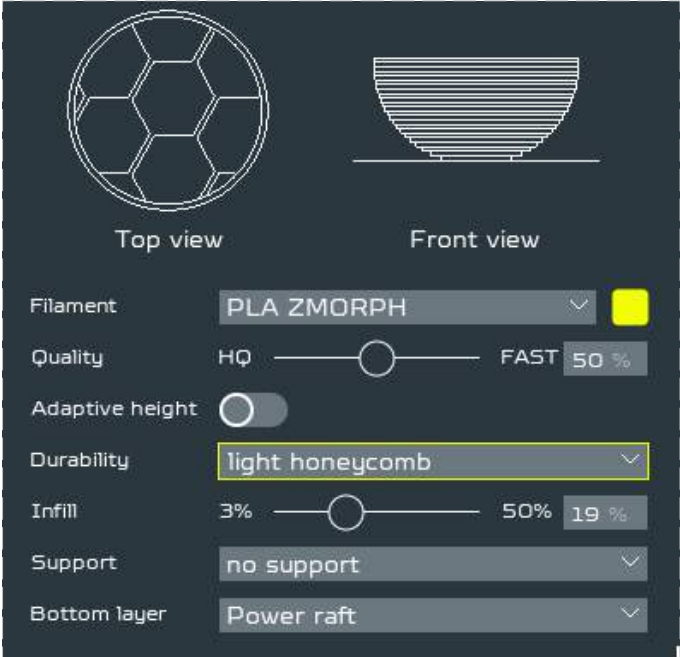 Top view Front view
Filament PLA ZMORPH
Quality HQ FAST 50 %
Adaptive height
Durability light honeycomb
Infill 3% 50% 19 %
Support no support
Bottom layer Power raft